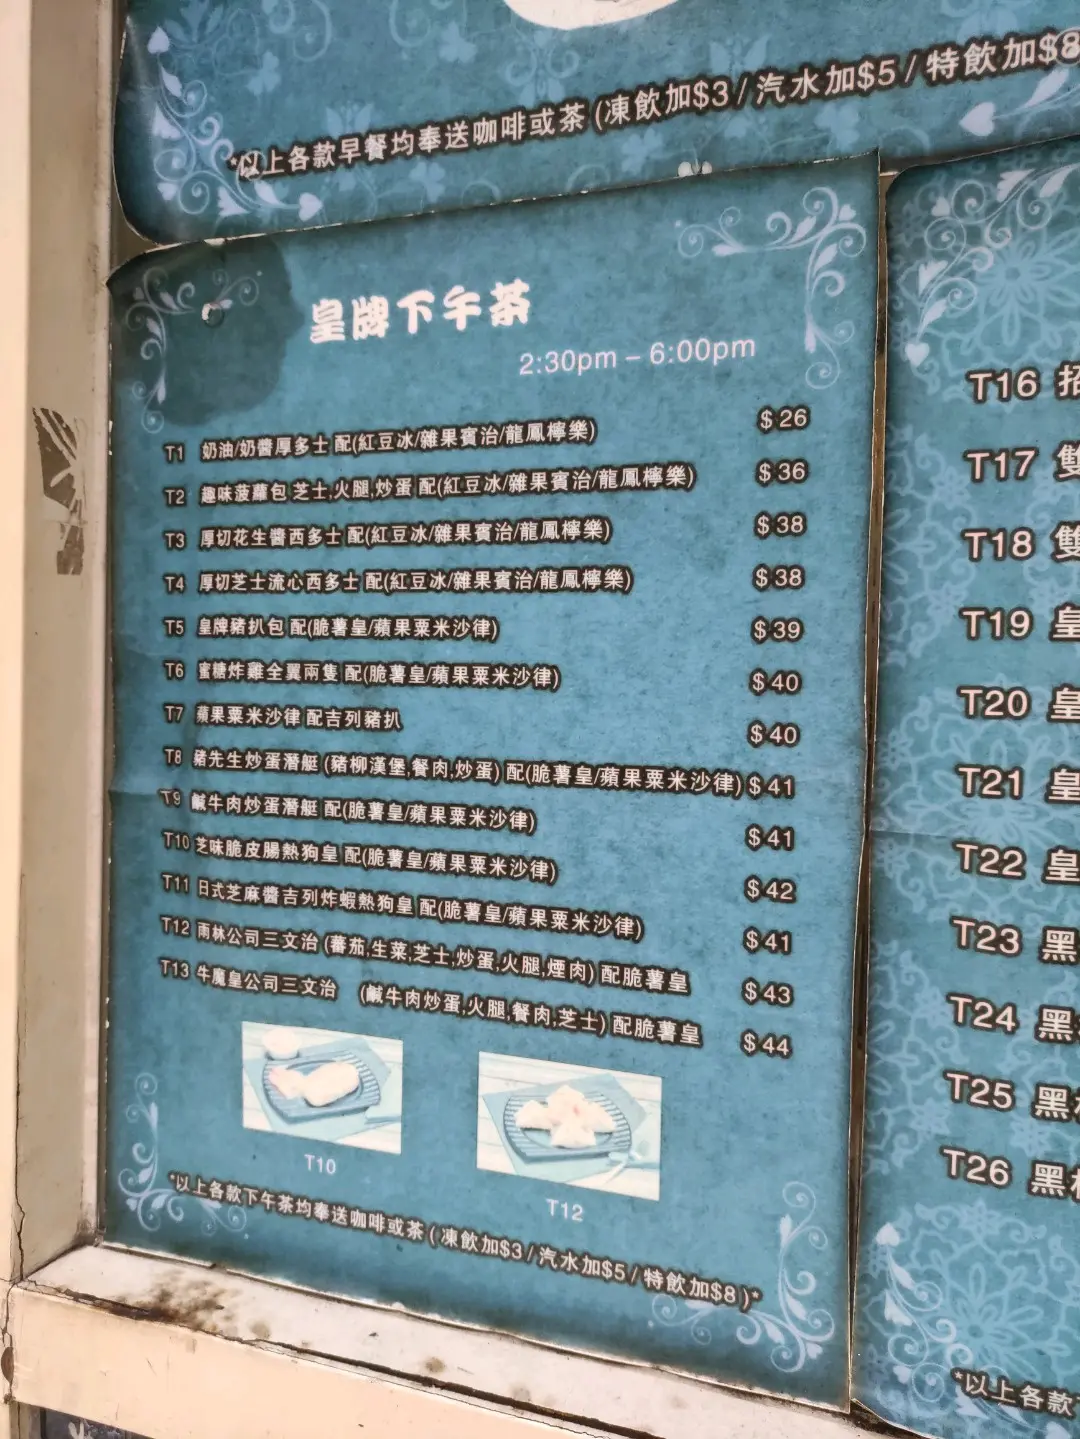 *以上各款早餐均奉送咖啡或茶 (凍飲加$3 / 汽水加$5 / 特飲加$8
皇牌下午茶
2:30pm – 6:00pm
T1 奶油/奶醬厚多士 配(紅豆冰/雜果賓治/龍鳳檸樂) $26
T2 趣味菠蘿包 芝士,火腿,炒蛋 配(紅豆冰/雜果賓治/龍鳳檸樂) $36
T3 厚切花生醬西多士 配(紅豆冰/雜果賓治/龍鳳檸樂) $38
T4 厚切芝士流心西多士 配(紅豆冰/雜果賓治/龍鳳檸樂) $38
T5 皇牌豬扒包 配(脆薯皇/蘋果粟米沙律) $39
T6 蜜糖炸雞全翼兩隻 配(脆薯皇/蘋果粟米沙律) $40
T7 蘋果粟米沙律 配吉列豬扒 $40
T8 豬先生炒蛋潛艇 (豬柳漢堡,餐肉,炒蛋) 配(脆薯皇/蘋果粟米沙律) $41
T9 鹹牛肉炒蛋潛艇 配(脆薯皇/蘋果粟米沙律) $41
T10 芝味脆皮腸熱狗皇 配(脆薯皇/蘋果粟米沙律) $42
T11 日式芝麻醬吉列炸蝦熱狗皇 配(脆薯皇/蘋果粟米沙律) $41
T12 雨林公司三文治 (蕃茄,生菜,芝士,炒蛋,火腿,煙肉) 配脆薯皇 $43
T13 牛魔皇公司三文治 (鹹牛肉炒蛋,火腿,餐肉,芝士) 配脆薯皇 $44
T10
T12
*以上各款下午茶均奉送咖啡或茶 ( 凍飲加$3 / 汽水加$5 / 特飲加$8 )*
T16 招
T17 雙
T18 雙
T19 皇
T20 皇
T21 皇
T22 皇
T23 黑
T24 黑
T25 黑
T26 黑
*以上各款